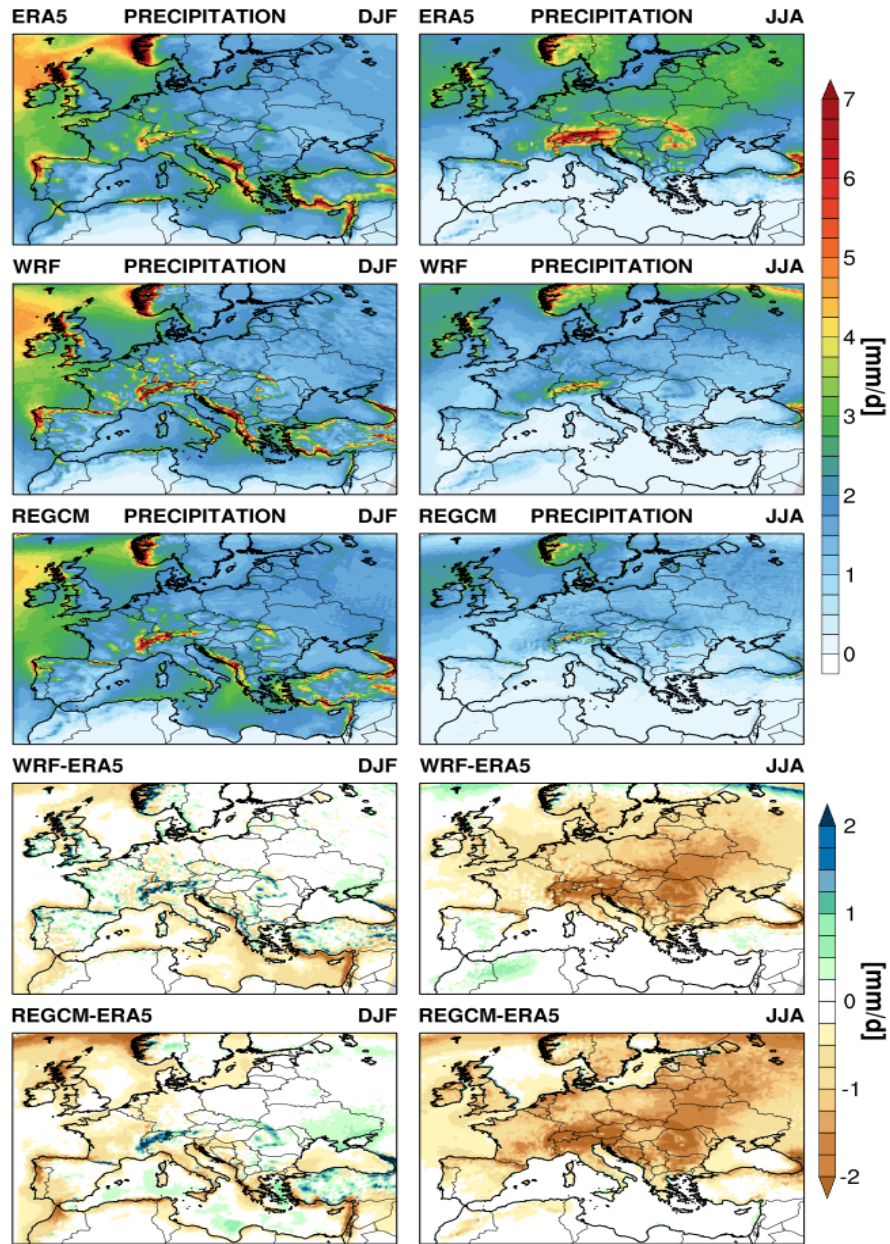 ERA5 PRECIPITATION DJF
ERA5 PRECIPITATION JJA
WRF PRECIPITATION DJF
WRF PRECIPITATION JJA
REGCM PRECIPITATION DJF
REGCM PRECIPITATION JJA
7
6
5
4
3
2
1
0
[mm/d]
WRF-ERA5 DJF
WRF-ERA5 JJA
REGCM-ERA5 DJF
REGCM-ERA5 JJA
2
1
0
-1
-2
[mm/d]